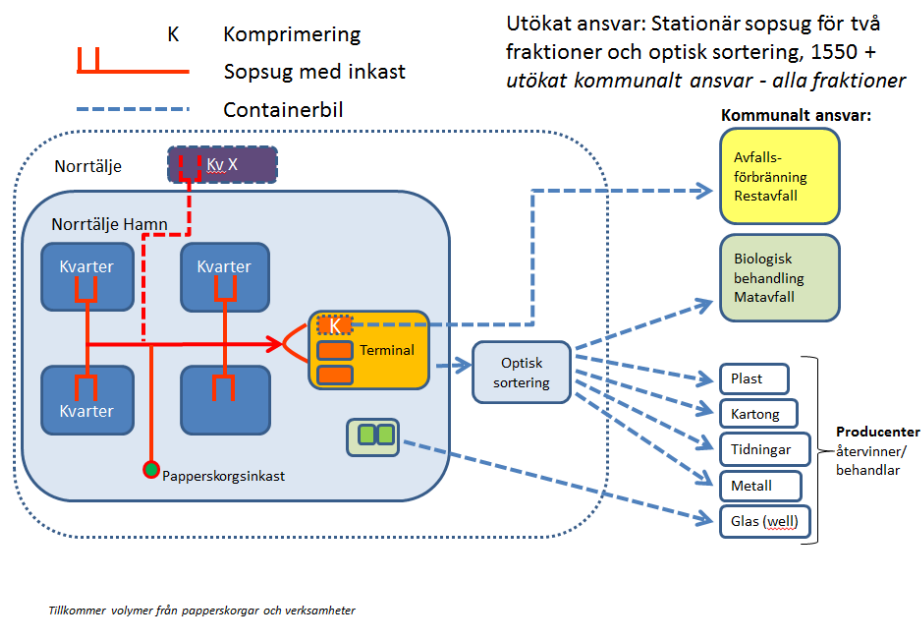 K Komprimering
Sopsug med inkast
Containerbil
Utökat ansvar: Stationär sopsug för två
fraktioner och optisk sortering, 1550 +
utökat kommunalt ansvar - alla fraktioner
Kommunalt ansvar:
Avfalls-
förbränning
Restavfall
Biologisk
behandling
Matavfall
Norrtälje
Kv X
Norrtälje Hamn
Kvarter
Kvarter
K
Terminal
Optisk
sortering
Kvarter
Papperskorgsinkast
Plast
Kartong
Tidningar
Metall
Glas (well)
Producenter
återvinner/
behandlar
Tillkommer volymer från papperskorgar och verksamheter